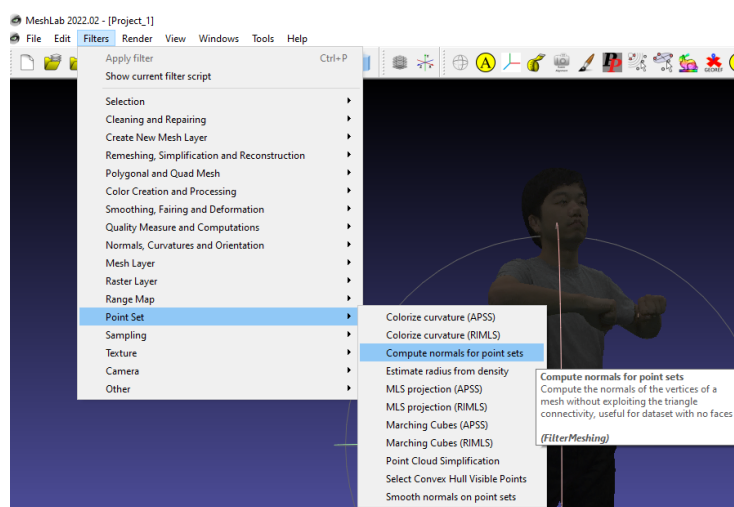 MeshLab 2022.02 - [Project_1]
File Edit Filters Render View Windows Tools Help
Apply filter Ctrl+P
Show current filter script
Selection
Cleaning and Repairing
Create New Mesh Layer
Remeshing, Simplification and Reconstruction
Polygonal and Quad Mesh
Color Creation and Processing
Smoothing, Fairing and Deformation
Quality Measure and Computations
Normals, Curvatures and Orientation
Mesh Layer
Raster Layer
Range Map
Point Set
Sampling
Texture
Camera
Other
Colorize curvature (APSS)
Colorize curvature (RIMLS)
Compute normals for point sets
Estimate radius from density
MLS projection (APSS)
MLS projection (RIMLS)
Marching Cubes (APSS)
Marching Cubes (RIMLS)
Point Cloud Simplification
Select Convex Hull Visible Points
Smooth normals on point sets
Compute normals for point sets
Compute the normals of the vertices of a
mesh without exploiting the triangle
connectivity, useful for dataset with no faces
(FilterMeshing)
A
PP
GEOREF